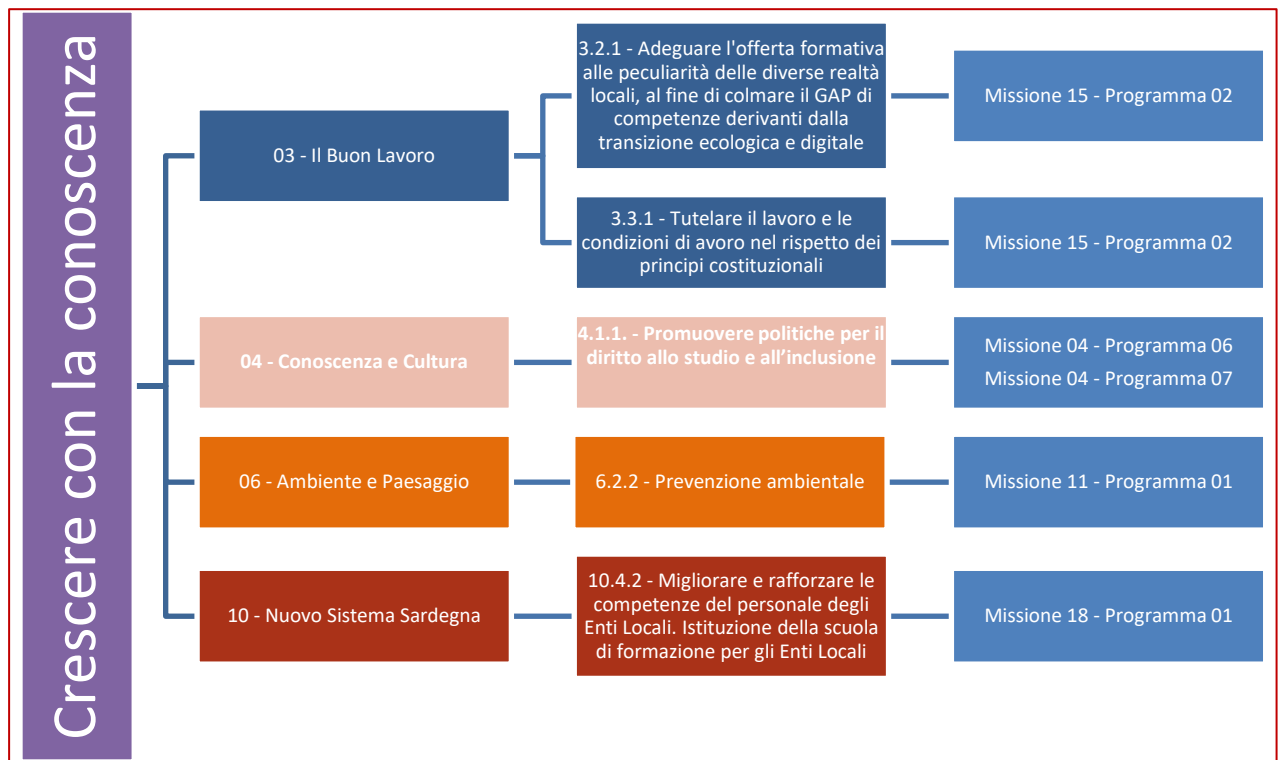 Crescere con la conoscenza
03 - Il Buon Lavoro
3.2.1 - Adeguare l'offerta formativa
alle peculiarità delle diverse realtà
locali, al fine di colmare il GAP di
competenze derivanti dalla
transizione ecologica e digitale
Missione 15 - Programma 02
3.3.1 - Tutelare il lavoro e le
condizioni di avoro nel rispetto dei
principi costituzionali
Missione 15 - Programma 02
04 - Conoscenza e Cultura
4.1.1. - Promuovere politiche per il
diritto allo studio e all’inclusione
Missione 04 - Programma 06
Missione 04 - Programma 07
06 - Ambiente e Paesaggio
6.2.2 - Prevenzione ambientale
Missione 11 - Programma 01
10 - Nuovo Sistema Sardegna
10.4.2 - Migliorare e rafforzare le
competenze del personale degli
Enti Locali. Istituzione della scuola
di formazione per gli Enti Locali
Missione 18 - Programma 01